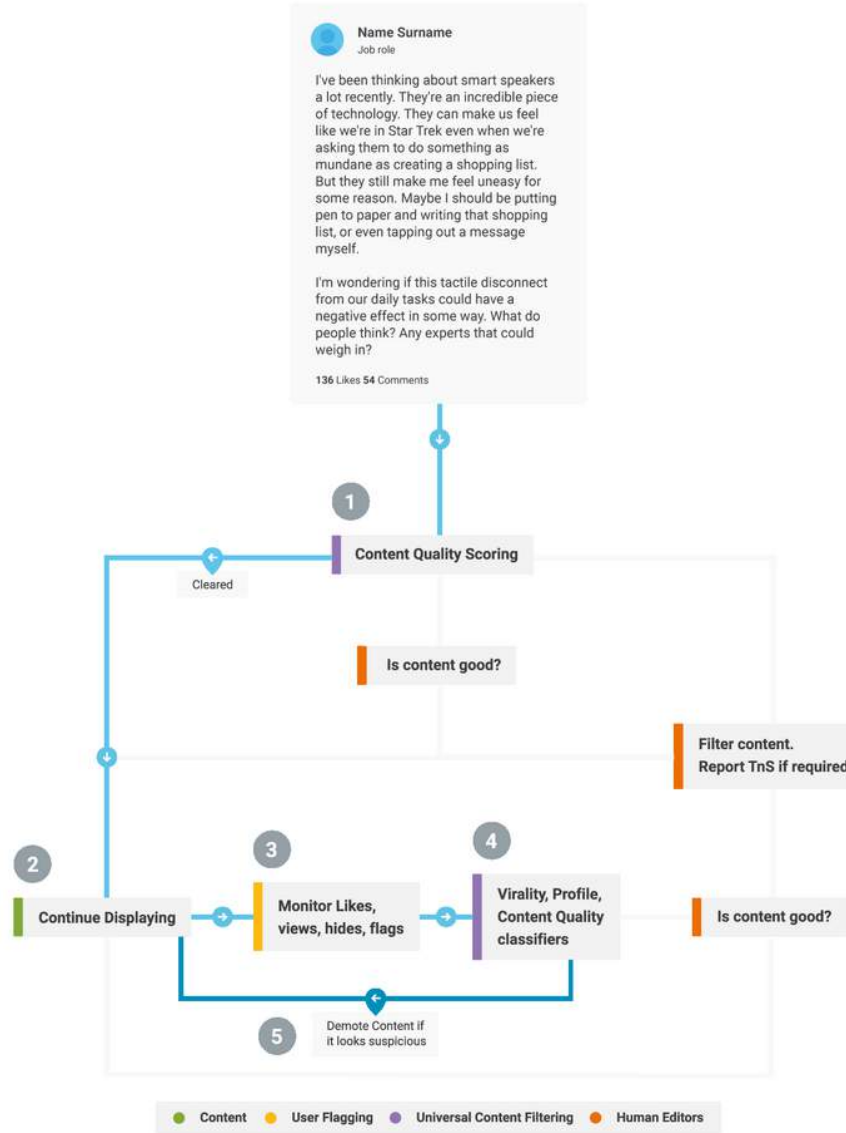 Name Surname
Job role
I've been thinking about smart speakers
a lot recently. They're an incredible piece
of technology. They can make us feel
like we're in Star Trek even when we're
asking them to do something as
mundane as creating a shopping list.
But they still make me feel uneasy for
some reason. Maybe I should be putting
pen to paper and writing that shopping
list, or even tapping out a message
myself.
I'm wondering if this tactile disconnect
from our daily tasks could have a
negative effect in some way. What do
people think? Any experts that could
weigh in?
136 Likes 54 Comments
1
Content Quality Scoring
Cleared
Is content good?
Filter content.
Report TnS if required
2
Continue Displaying
3
Monitor Likes,
views, hides, flags
4
Virality, Profile,
Content Quality
classifiers
Is content good?
5
Demote Content if
it looks suspicious
Content
User Flagging
Universal Content Filtering
Human Editors